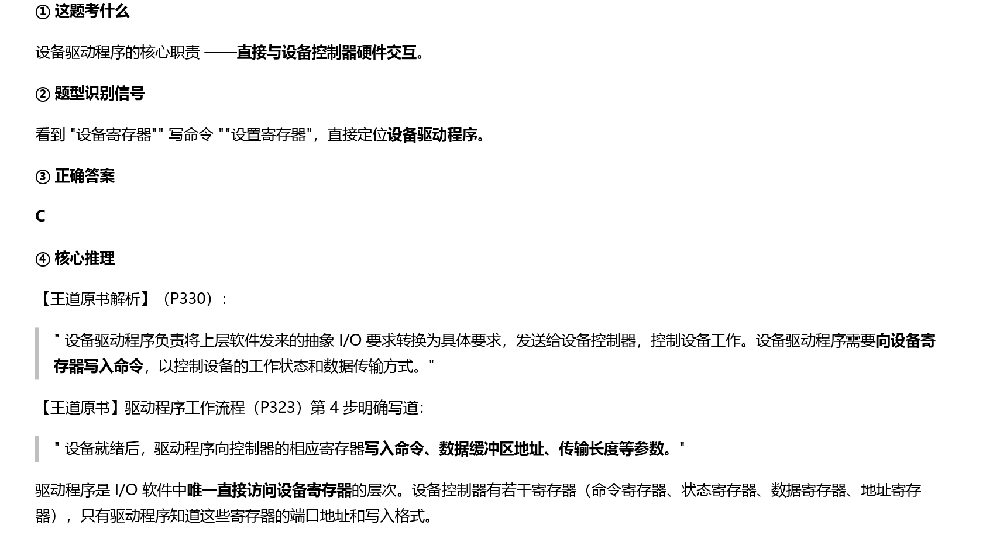 ① 这题考什么
设备驱动程序的核心职责 ——直接与设备控制器硬件交互。
② 题型识别信号
看到 "设备寄存器"" 写命令 ""设置寄存器"，直接定位设备驱动程序。
③ 正确答案
C
④ 核心推理
【王道原书解析】（P330）：
" 设备驱动程序负责将上层软件发来的抽象 I/O 要求转换为具体要求，发送给设备控制器，控制设备工作。设备驱动程序需要向设备寄
存器写入命令，以控制设备的工作状态和数据传输方式。"
【王道原书】驱动程序工作流程（P323）第 4 步明确写道：
" 设备就绪后，驱动程序向控制器的相应寄存器写入命令、数据缓冲区地址、传输长度等参数。"
驱动程序是 I/O 软件中唯一直接访问设备寄存器的层次。设备控制器有若干寄存器（命令寄存器、状态寄存器、数据寄存器、地址寄存
器），只有驱动程序知道这些寄存器的端口地址和写入格式。